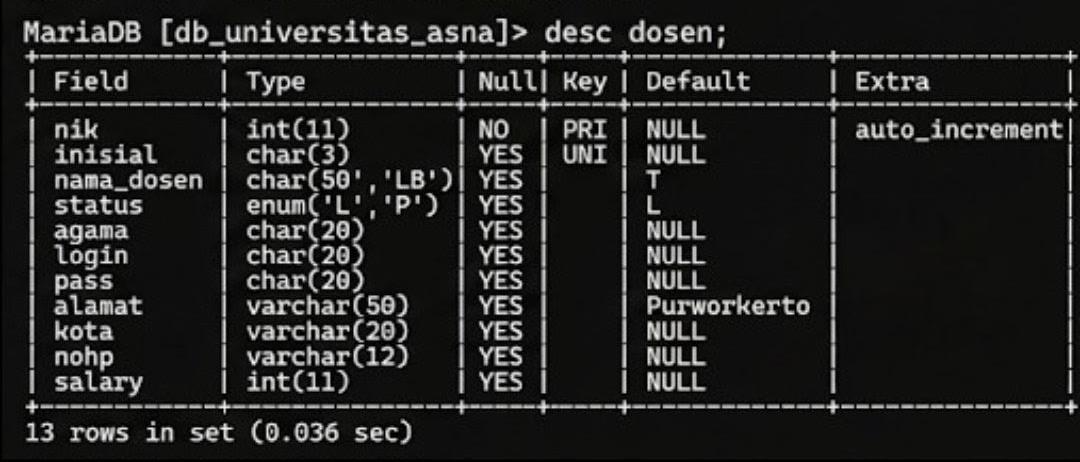 MariaDB [db_universitas_asna]> desc dosen;
| Field | Type | Null| Key | Default | Extra |
| nik | int(11) | NO | PRI | NULL | auto_increment|
| inisial | char(3) | YES | UNI | NULL | |
| nama_dosen | char(50','LB')| YES | | T | |
| status | enum('L','P') | YES | | L | |
| agama | char(20) | YES | | NULL | |
| login | char(20) | YES | | NULL | |
| pass | char(20) | YES | | NULL | |
| alamat | varchar(50) | YES | | Purworkerto | |
| kota | varchar(20) | YES | | NULL | |
| nohp | varchar(12) | YES | | NULL | |
| salary | int(11) | YES | | NULL | |
13 rows in set (0.036 sec)